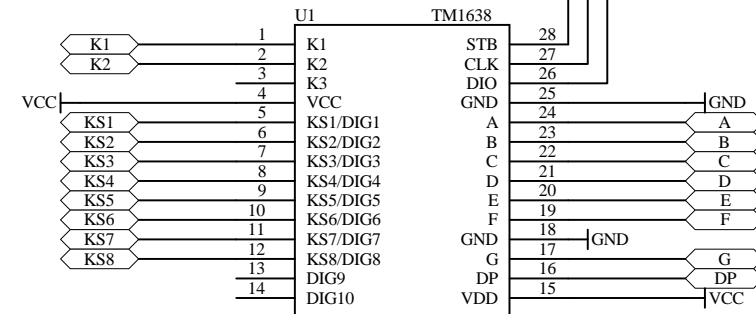 U1 TM1638
K1 1 K1 STB 28
K2 2 K2 CLK 27
3 K3 DIO 26
VCC 4 VCC GND 25 GND
KS1 5 KS1/DIG1 A 24 A
KS2 6 KS2/DIG2 B 23 B
KS3 7 KS3/DIG3 C 22 C
KS4 8 KS4/DIG4 D 21 D
KS5 9 KS5/DIG5 E 20 E
KS6 10 KS6/DIG6 F 19 F
KS7 11 KS7/DIG7 GND 18 GND
KS8 12 KS8/DIG8 G 17 G
13 DIG9 DP 16 DP
14 DIG10 VDD 15 VCC